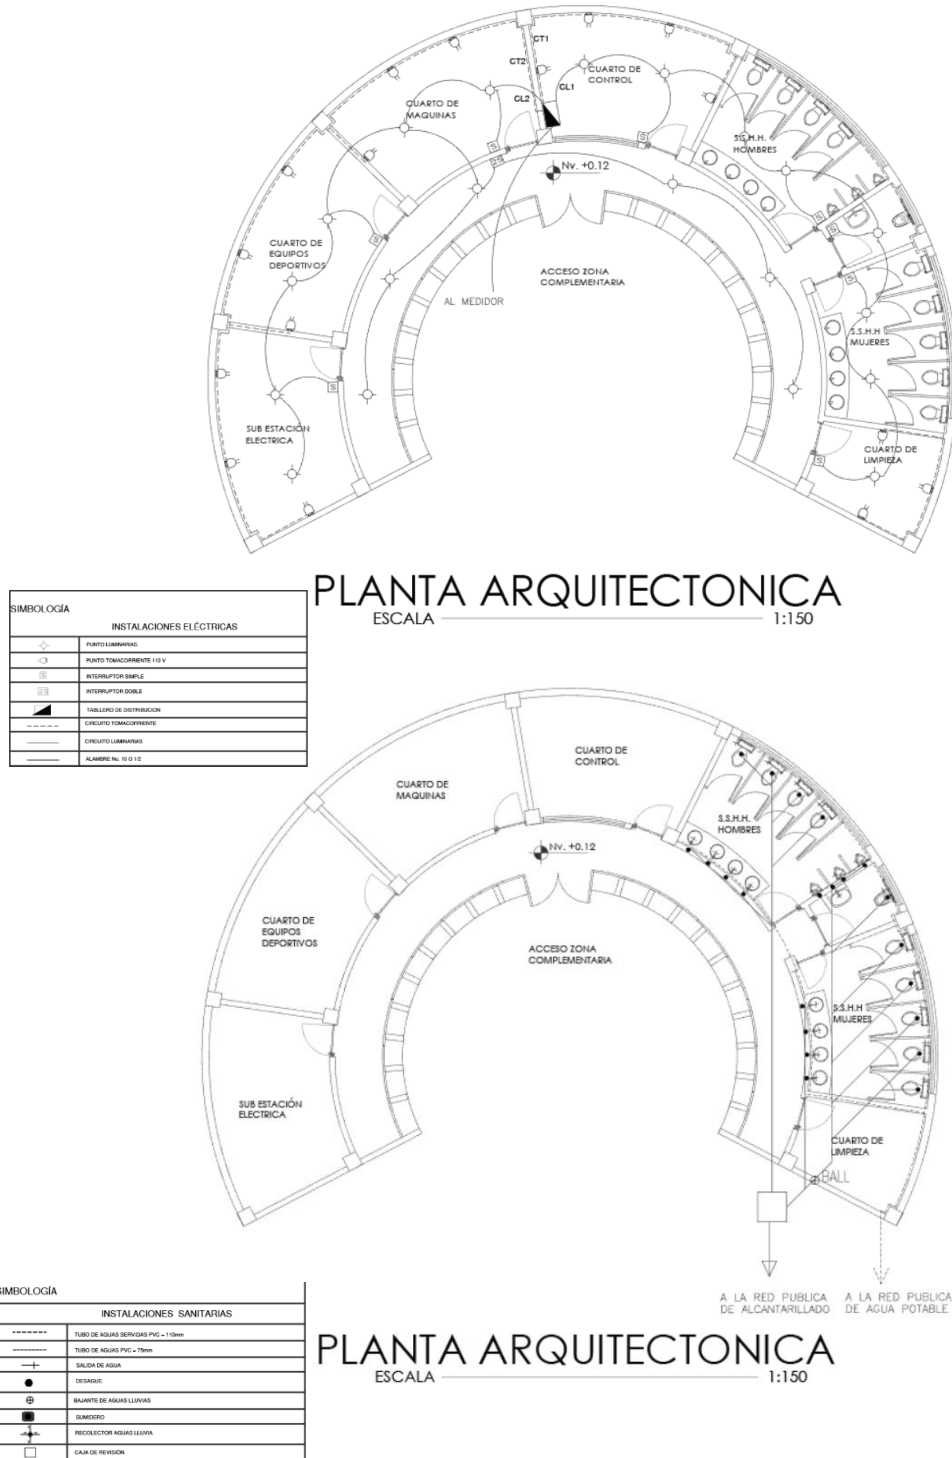 CT1
CT2
CUARTO DE
CONTROL
CL1
CL2
CUARTO DE
MAQUINAS
S.S.H.H.
HOMBRES
Nv. +0.12
CUARTO DE
EQUIPOS
DEPORTIVOS
ACCESO ZONA
COMPLEMENTARIA
AL MEDIDOR
S.S.H.H
MUJERES
SUB ESTACIÓN
ELECTRICA
CUARTO DE
LIMPIEZA
PLANTA ARQUITECTONICA
ESCALA 1:150
SIMBOLOGÍA
INSTALACIONES ELÉCTRICAS
PUNTO LUMINARIAS
PUNTO TOMACORRIENTE 110 V
S INTERRUPTOR SIMPLE
INTERRUPTOR DOBLE
TABLLERO DE DISTRIBUCION
CIRCUITO TOMACORRIENTE
CIRCUITO LUMINARIAS
ALAMBRE No. 10 O 12
CUARTO DE
CONTROL
CUARTO DE
MAQUINAS
S.S.H.H.
HOMBRES
Nv. +0.12
CUARTO DE
EQUIPOS
DEPORTIVOS
ACCESO ZONA
COMPLEMENTARIA
S.S.H.H
MUJERES
SUB ESTACIÓN
ELECTRICA
CUARTO DE
LIMPIEZA
BALL
A LA RED PUBLICA
DE ALCANTARILLADO
A LA RED PUBLICA
DE AGUA POTABLE
PLANTA ARQUITECTONICA
ESCALA 1:150
SIMBOLOGÍA
INSTALACIONES SANITARIAS
TUBO DE AGUAS SERVIDAS PVC = 110mm
TUBO DE AGUAS PVC = 75mm
SALIDA DE AGUA
DESAGUE
BAJANTE DE AGUAS LLUVIAS
SUMIDERO
RECOLECTOR AGUAS LLUVIA
CAJA DE REVISIÓN